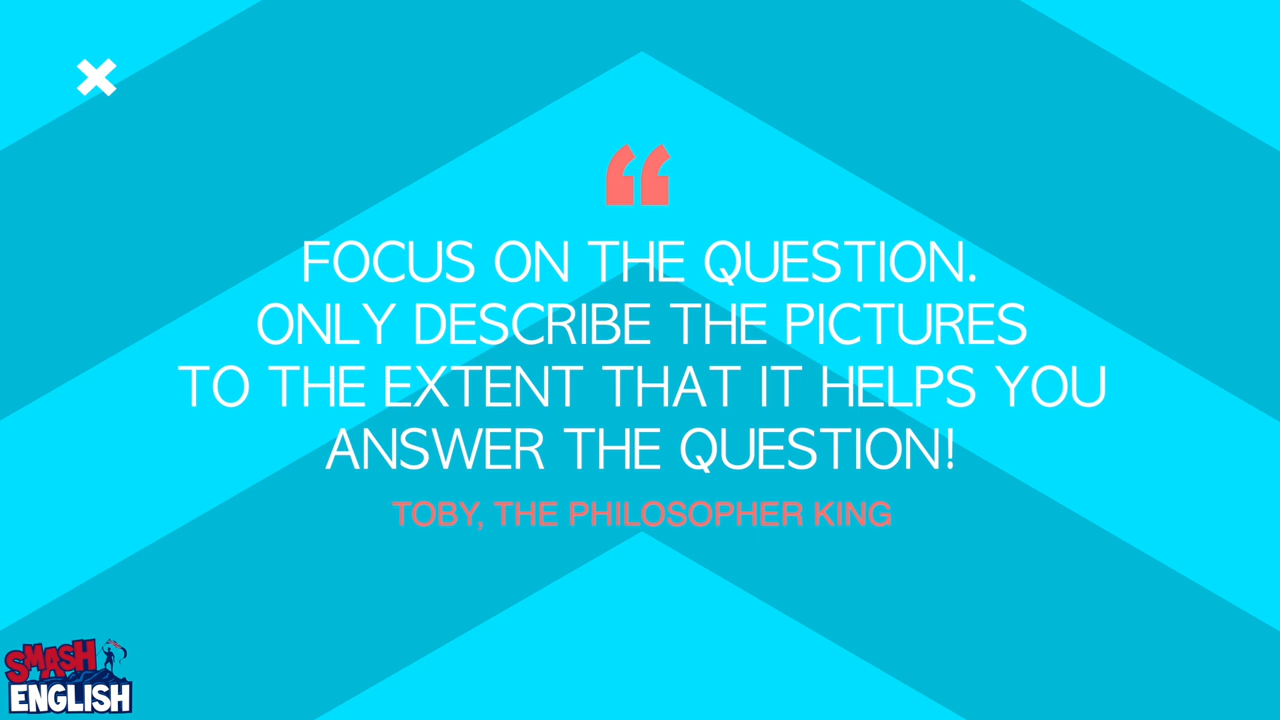 “
FOCUS ON THE QUESTION.
ONLY DESCRIBE THE PICTURES
TO THE EXTENT THAT IT HELPS YOU
ANSWER THE QUESTION!
TOBY, THE PHILOSOPHER KING
SMASH
ENGLISH